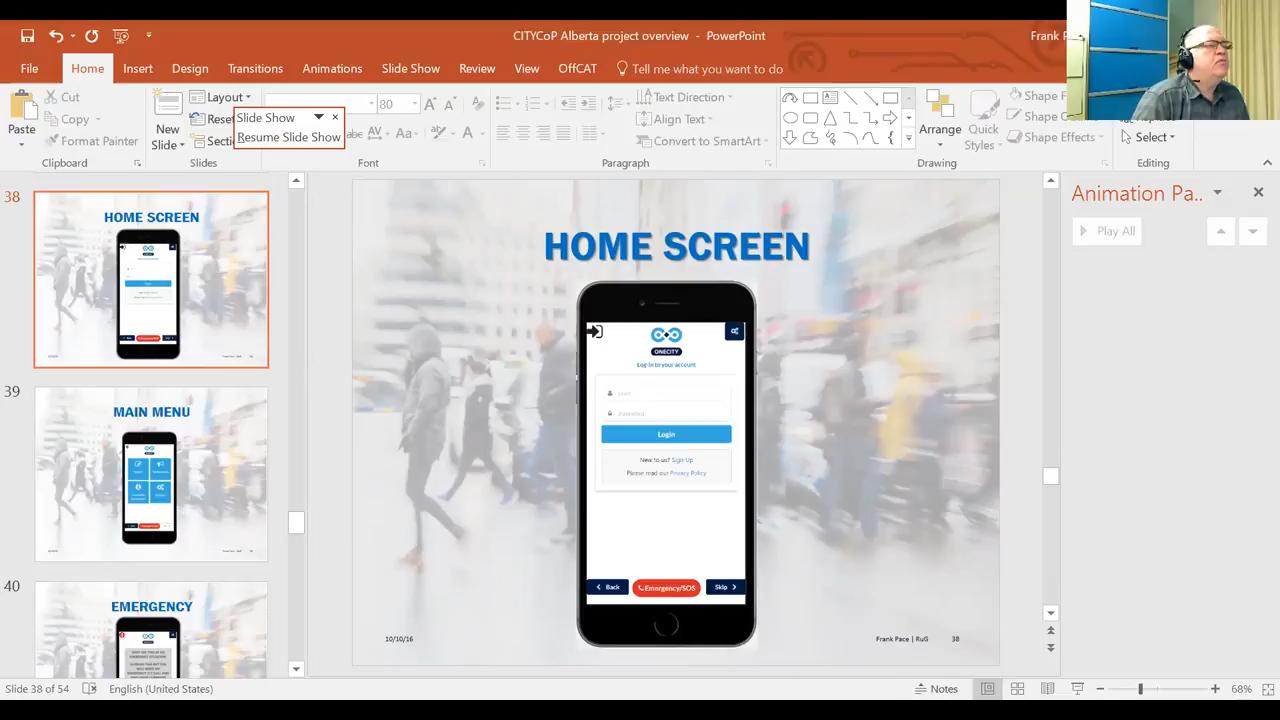 CITYCoP Alberta project overview - PowerPoint
Frank Pace
File Home Insert Design Transitions Animations Slide Show Review View OffCAT Tell me what you want to do
Paste
Cut
Copy
Format Painter
Clipboard
New Slide
Layout
Slides
Slide Show
Resume Slide Show
80
Font
Text Direction
Align Text
Convert to SmartArt
Paragraph
Arrange
Quick Styles
Shape Effects
Drawing
Select
Editing
38
HOME SCREEN
39
MAIN MENU
40
EMERGENCY
HOME SCREEN
ONECITY
Log-in to your account
Login
New to us? Sign Up
Please read our Privacy Policy
Back
Emergency/SOS
Skip
10/10/16
Frank Pace | RuG
38
Animation Pa..
Play All
Slide 38 of 54
English (United States)
Notes
68%